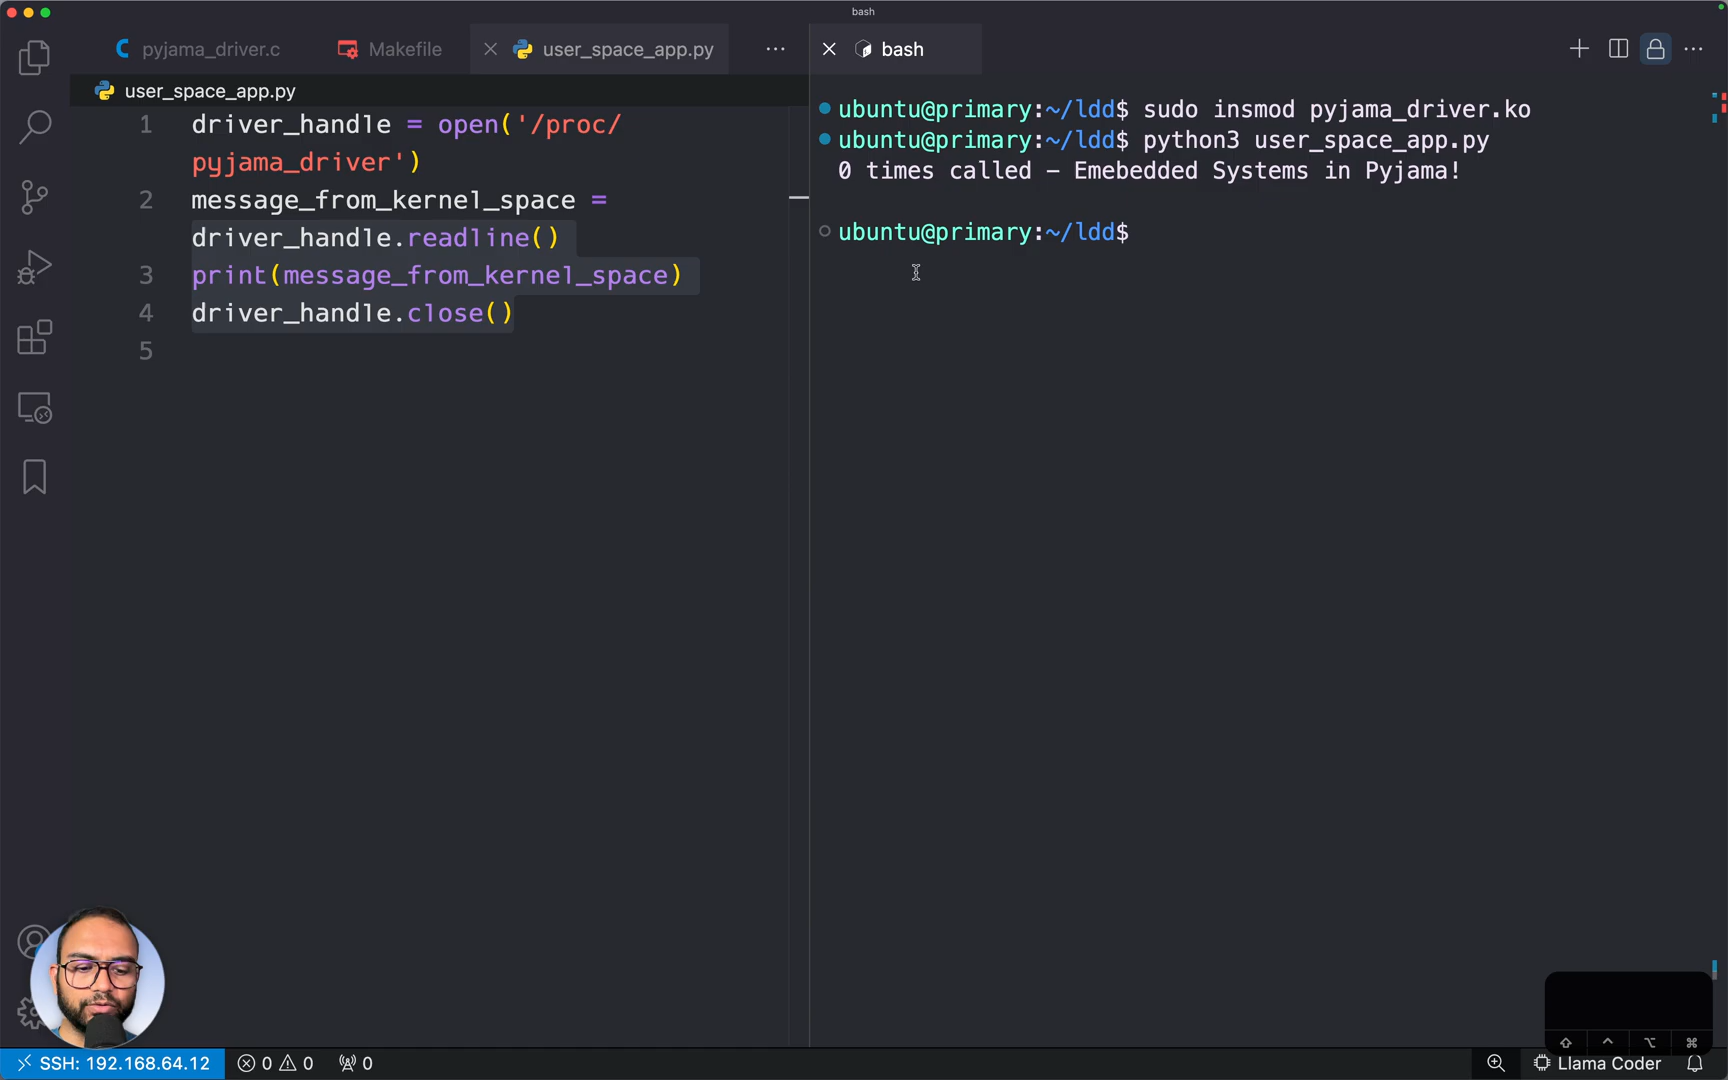 bash
pyjama_driver.c
Makefile
user_space_app.py
bash
user_space_app.py
1 driver_handle = open('/proc/
pyjama_driver')
2 message_from_kernel_space =
driver_handle.readline()
3 print(message_from_kernel_space)
4 driver_handle.close()
5
ubuntu@primary:~/ldd$ sudo insmod pyjama_driver.ko
ubuntu@primary:~/ldd$ python3 user_space_app.py
0 times called – Emebedded Systems in Pyjama!
ubuntu@primary:~/ldd$
SSH: 192.168.64.12
0
0
0
Llama Coder